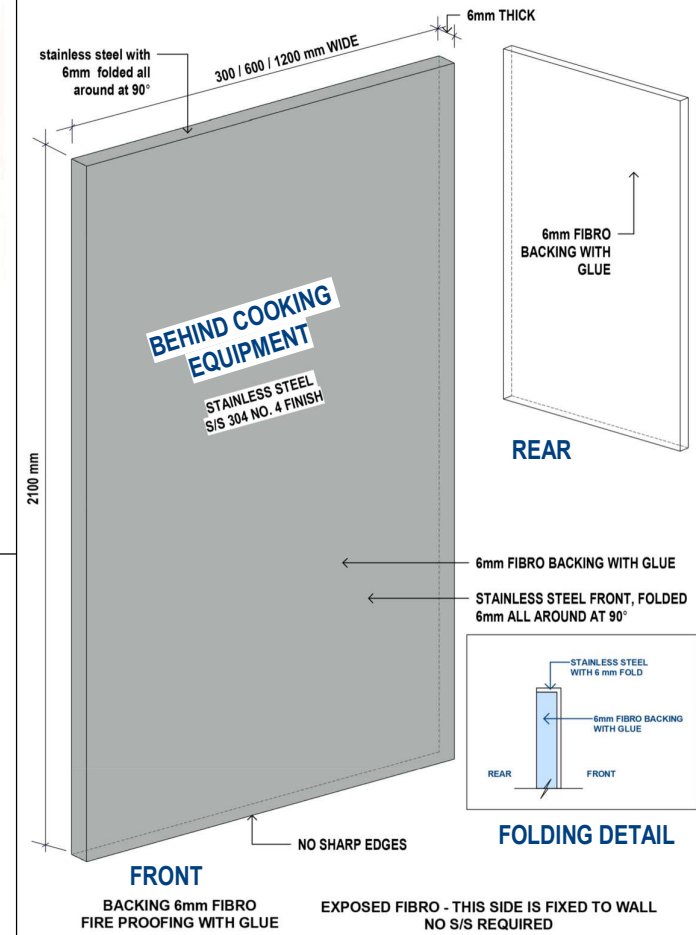 6mm THICK
300 / 600 / 1200 mm WIDE
stainless steel with
6mm folded all
around at 90°
6mm FIBRO
BACKING WITH
GLUE
BEHIND COOKING
EQUIPMENT
STAINLESS STEEL
S/S 304 NO. 4 FINISH
REAR
2100 mm
6mm FIBRO BACKING WITH GLUE
STAINLESS STEEL FRONT, FOLDED
6mm ALL AROUND AT 90°
STAINLESS STEEL
WITH 6 mm FOLD
6mm FIBRO BACKING
WITH GLUE
REAR
FRONT
FOLDING DETAIL
NO SHARP EDGES
FRONT
BACKING 6mm FIBRO
FIRE PROOFING WITH GLUE
EXPOSED FIBRO - THIS SIDE IS FIXED TO WALL
NO S/S REQUIRED